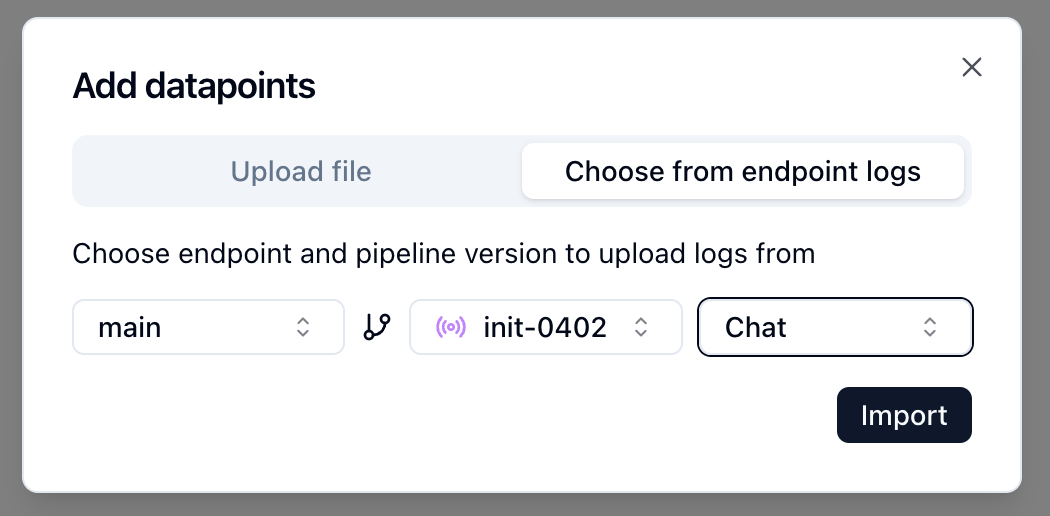 Add datapoints
Upload file
Choose from endpoint logs
Choose endpoint and pipeline version to upload logs from
main
init-0402
Chat
Import